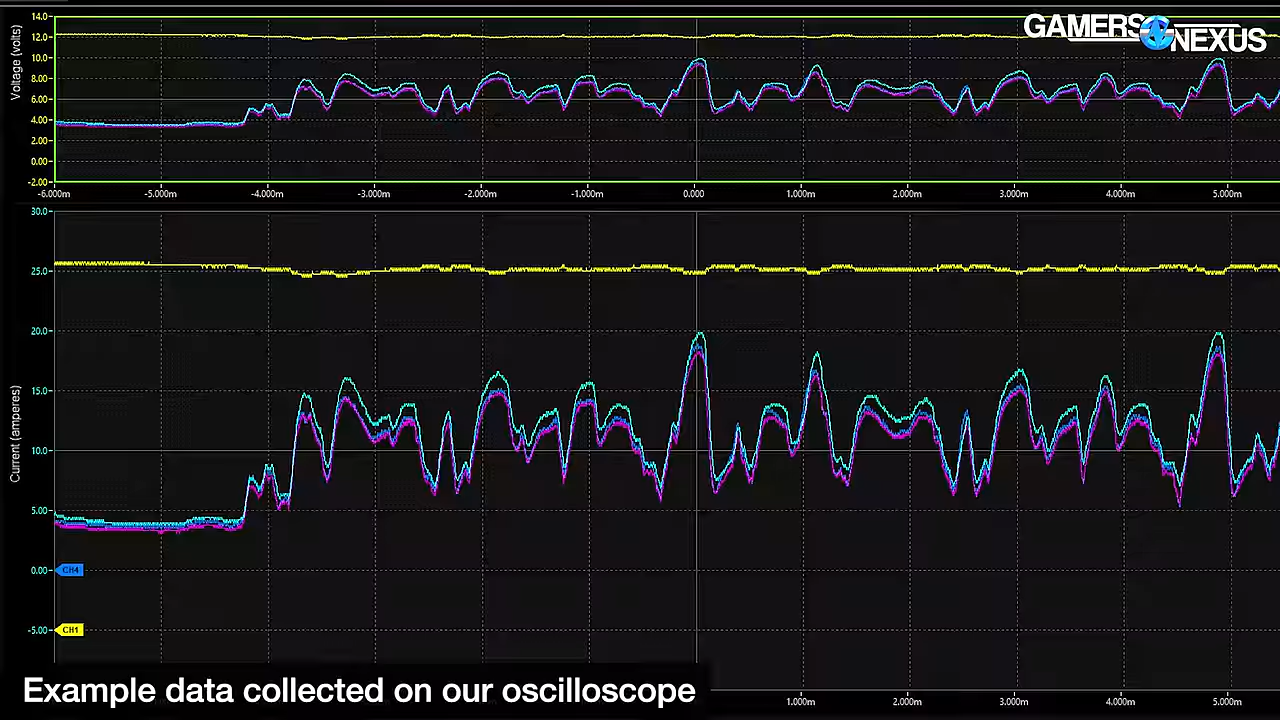 GAMERS NEXUS
Voltage (volts)
14.0
12.0
10.0
8.00
6.00
4.00
2.00
0.00
-2.00
-6.000m -5.000m -4.000m -3.000m -2.000m -1.000m 0.000 1.000m 2.000m 3.000m 4.000m 5.000m
Current (amperes)
30.0
25.0
20.0
15.0
10.0
5.00
0.00 CH4
-5.00 CH1
1.000m 2.000m 3.000m 4.000m 5.000m
Example data collected on our oscilloscope